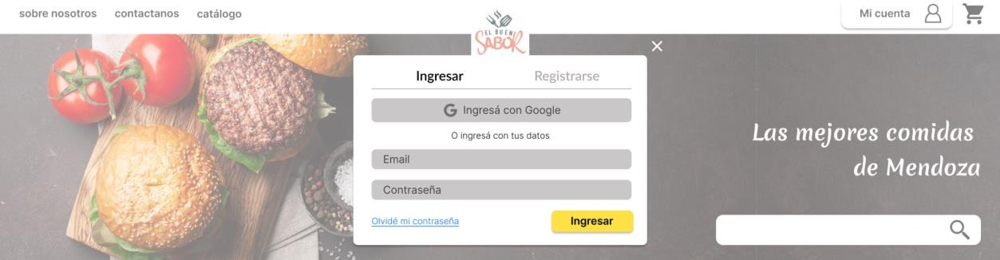 sobre nosotros contactanos catálogo
Mi cuenta
EL BUEN
SABOR
Ingresar Registrarse
Ingresá con Google
O ingresá con tus datos
Email
Contraseña
Olvidé mi contraseña Ingresar
Las mejores comidas
de Mendoza